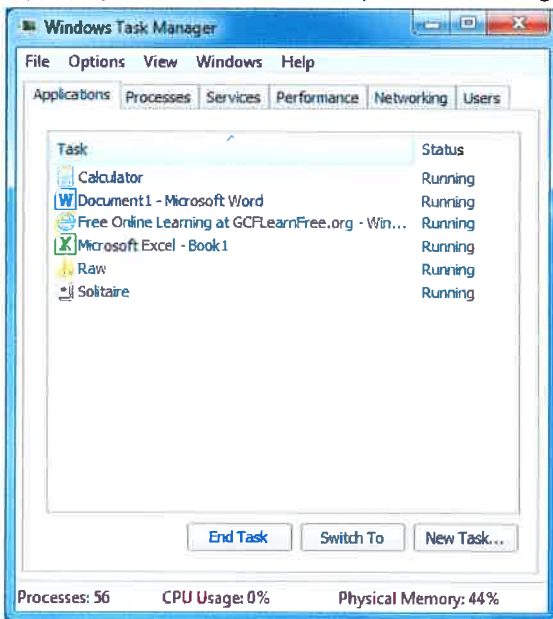 Windows Task Manager
File Options View Windows Help
Applications Processes Services Performance Networking Users
Task Status
Calculator Running
Document1 - Microsoft Word Running
Free Online Learning at GCFLearnFree.org - Win... Running
Microsoft Excel - Book1 Running
Raw Running
Solitaire Running
End Task Switch To New Task...
Processes: 56 CPU Usage: 0% Physical Memory: 44%